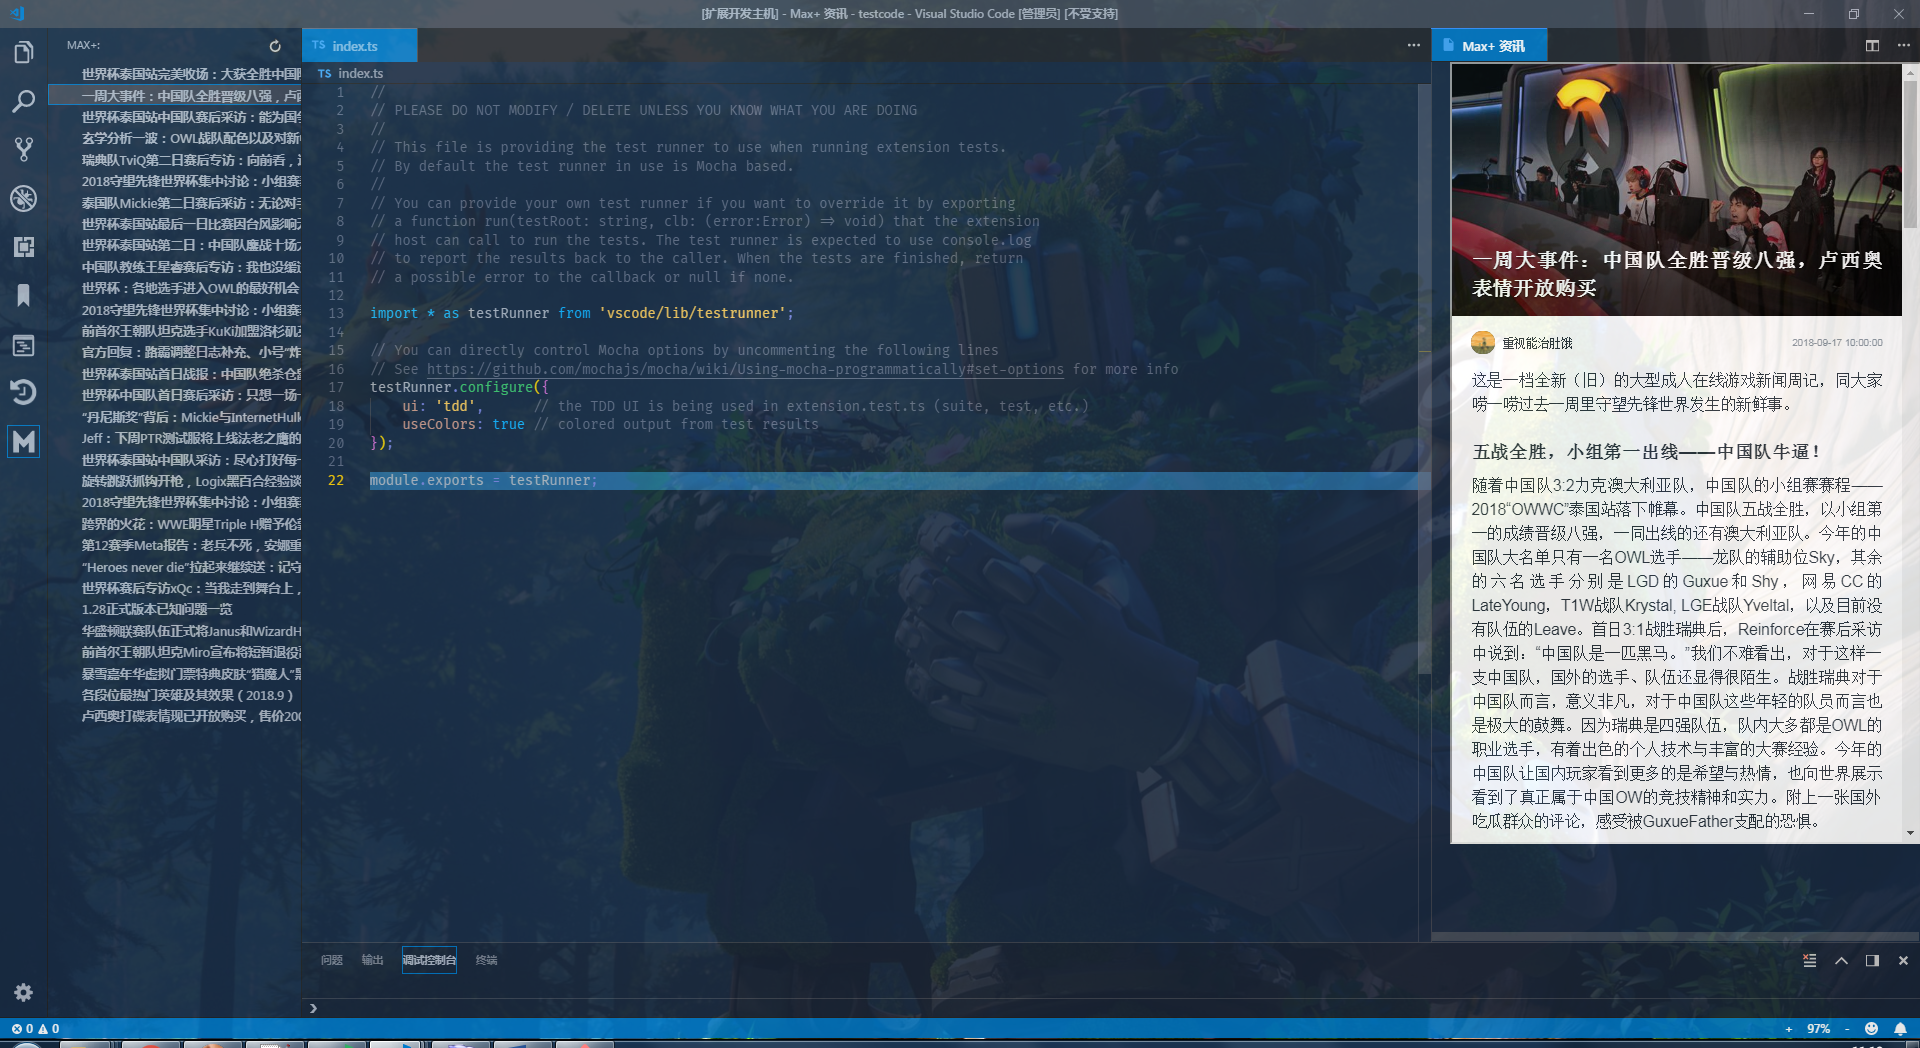 [扩展开发主机] - Max+ 资讯 - testcode - Visual Studio Code [管理员] [不受支持]
MAX+:
世界杯泰国站完美收场：大获全胜中国队
一周大事件：中国队全胜晋级八强，卢西
世界杯泰国站中国队赛后采访：能为国争
玄学分析一波：OWL战队配色以及对新
瑞典队TviQ第二日赛后专访：向前看，
2018守望先锋世界杯集中讨论：小组赛
泰国队Mickie第二日赛后采访：无论对手
世界杯泰国站最后一日比赛因台风影响
世界杯泰国站第二日：中国队鏖战十场
中国队教练王星睿赛后专访：我也没缅
世界杯：各地选手进入OWL的最好机会
2018守望先锋世界杯集中讨论：小组赛
前首尔王朝队坦克选手KuKi加盟洛杉矶
官方回复：路霸调整日志补充、小号“炸
世界杯泰国站首日战报：中国队绝杀仓
世界杯中国队首日赛后采访：只想一场一
“丹尼斯奖”背后：Mickie与InternetHulk
Jeff：下周PTR测试服将上线法老之鹰的
世界杯泰国站中国队采访：尽心打好每一
旋转跳跃抓钩开枪，Logix黑百合经验谈
2018守望先锋世界杯集中讨论：小组赛
跨界的火花：WWE明星Triple H赠予伦敦
第12赛季Meta报告：老兵不死，安娜重
“Heroes never die”拉起来继续送：记守
世界杯赛后专访xQc：当我走到舞台上，
1.28正式版本已知问题一览
华盛顿联赛队伍正式将Janus和WizardH
前首尔王朝队坦克Miro宣布将短暂退役
暴雪嘉年华虚拟门票特典皮肤“猎魔人”黑
各段位最热门英雄及其效果（2018.9）
卢西奥打碟表情现已开放购买，售价200
TS index.ts
TS index.ts
1 //
2 // PLEASE DO NOT MODIFY / DELETE UNLESS YOU KNOW WHAT YOU ARE DOING
3 //
4 // This file is providing the test runner to use when running extension tests.
5 // By default the test runner in use is Mocha based.
6 //
7 // You can provide your own test runner if you want to override it by exporting
8 // a function run(testRoot: string, clb: (error:Error) => void) that the extension
9 // host can call to run the tests. The test runner is expected to use console.log
10 // to report the results back to the caller. When the tests are finished, return
11 // a possible error to the callback or null if none.
12
13 import * as testRunner from 'vscode/lib/testrunner';
14
15 // You can directly control Mocha options by uncommenting the following lines
16 // See https://github.com/mochajs/mocha/wiki/Using-mocha-programmatically#set-options for more info
17 testRunner.configure({
18 ui: 'tdd', // the TDD UI is being used in extension.test.ts (suite, test, etc.)
19 useColors: true // colored output from test results
20 });
21
22 module.exports = testRunner;
问题 输出 调试控制台 终端
Max+ 资讯
一周大事件：中国队全胜晋级八强，卢西奥
表情开放购买
重视能治肚饿 2018-09-17 10:00:00
这是一档全新（旧）的大型成人在线游戏新闻周记，同大家
唠一唠过去一周里守望先锋世界发生的新鲜事。
五战全胜，小组第一出线——中国队牛逼！
随着中国队3:2力克澳大利亚队，中国队的小组赛赛程——
2018“OWWC”泰国站落下帷幕。中国队五战全胜，以小组第
一的成绩晋级八强，一同出线的还有澳大利亚队。今年的中
国队大名单只有一名OWL选手——龙队的辅助位Sky，其余
的六名选手分别是LGD的Guxue和Shy，网易CC的
LateYoung，T1W战队Krystal, LGE战队Yveltal，以及目前没
有队伍的Leave。首日3:1战胜瑞典后，Reinforce在赛后采访
中说到：“中国队是一匹黑马。”我们不难看出，对于这样一
支中国队，国外的选手、队伍还显得很陌生。战胜瑞典对于
中国队而言，意义非凡，对于中国队这些年轻的队员而言也
是极大的鼓舞。因为瑞典是四强队伍，队内大多都是OWL的
职业选手，有着出色的个人技术与丰富的大赛经验。今年的
中国队让国内玩家看到更多的是希望与热情，也向世界展示
看到了真正属于中国OW的竞技精神和实力。附上一张国外
吃瓜群众的评论，感受被GuxueFather支配的恐惧。
0 0
+ 97% -